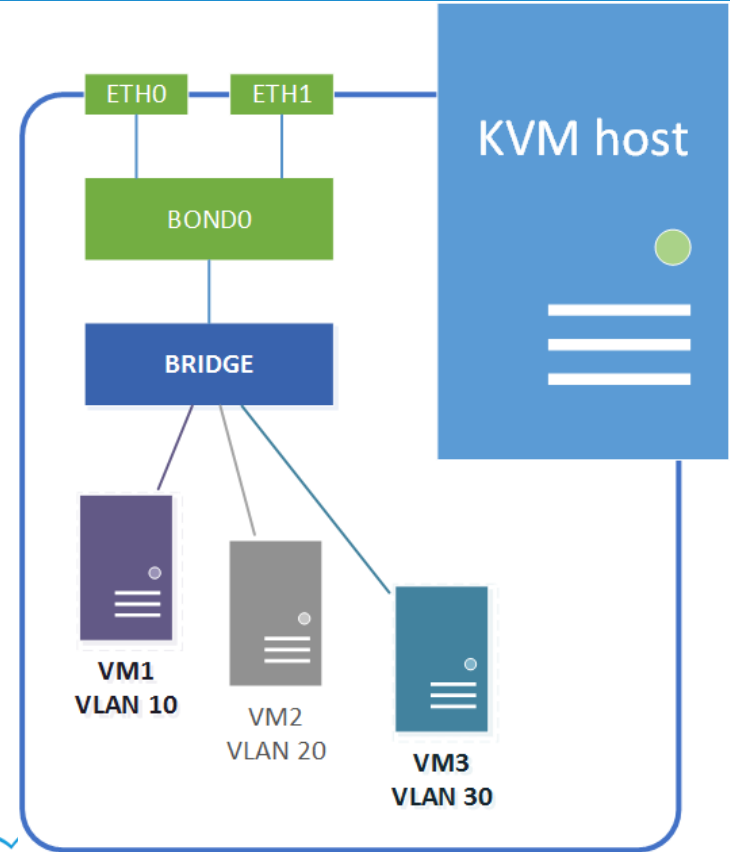 ETH0
ETH1
KVM host
BOND0
BRIDGE
VM1
VLAN 10
VM2
VLAN 20
VM3
VLAN 30